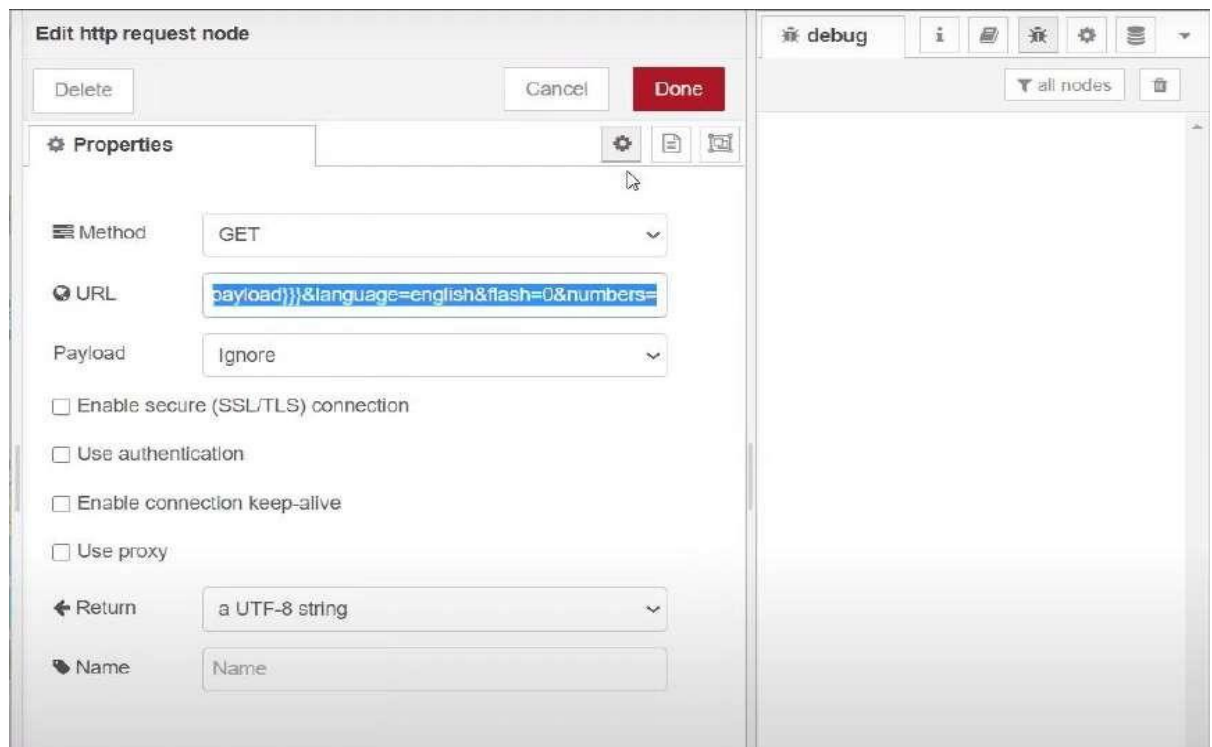 Edit http request node
debug
all nodes
Delete
Cancel
Done
Properties
Method
GET
URL
payload}}}&language=english&flash=0&numbers=
Payload
Ignore
Enable secure (SSL/TLS) connection
Use authentication
Enable connection keep-alive
Use proxy
Return
a UTF-8 string
Name
Name